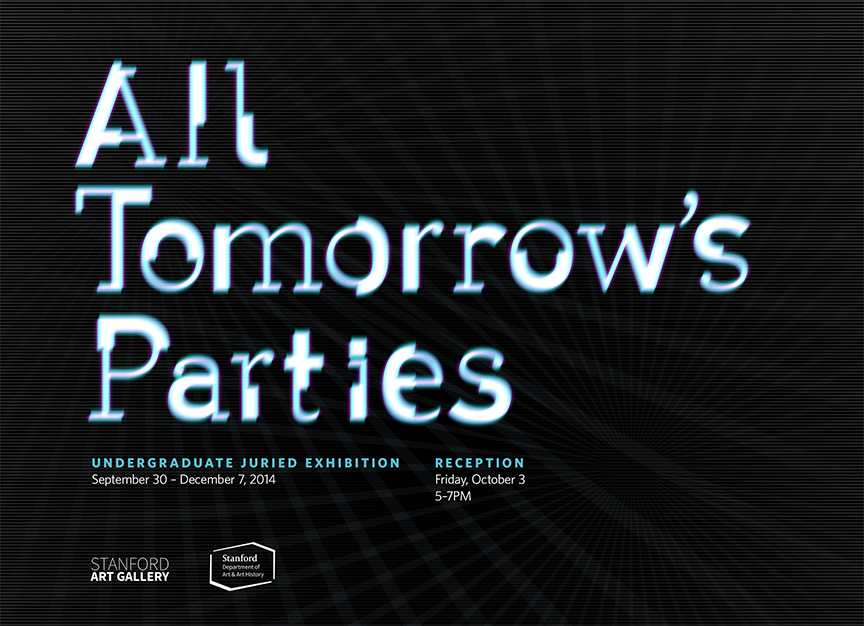 All
Tomorrow's
Parties
UNDERGRADUATE JURIED EXHIBITION
September 30 – December 7, 2014
RECEPTION
Friday, October 3
5–7PM
STANFORD
ART GALLERY
Stanford
Department of
Art & Art History